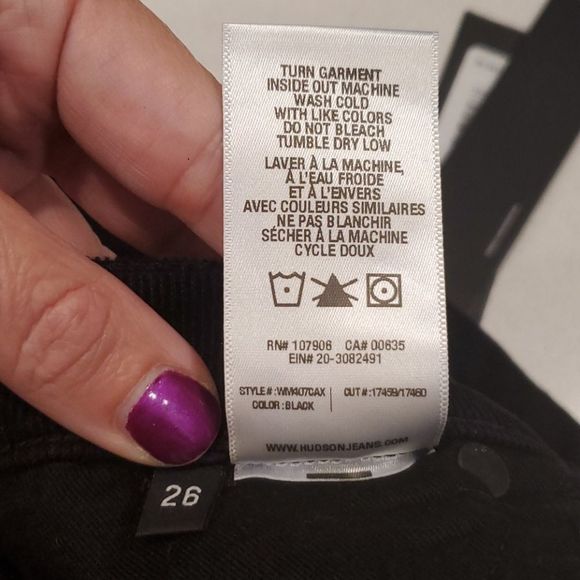 TURN GARMENT
INSIDE OUT MACHINE
WASH COLD
WITH LIKE COLORS
DO NOT BLEACH
TUMBLE DRY LOW
LAVER À LA MACHINE,
À L'EAU FROIDE
ET À L'ENVERS
AVEC COULEURS SIMILAIRES
NE PAS BLANCHIR
SÉCHER À LA MACHINE
CYCLE DOUX
RN# 107906 CA# 00635
EIN# 20-3082491
STYLE# :WM407CAX CUT# :17459/17460
COLOR :BLACK
WWW.HUDSONJEANS.COM
26